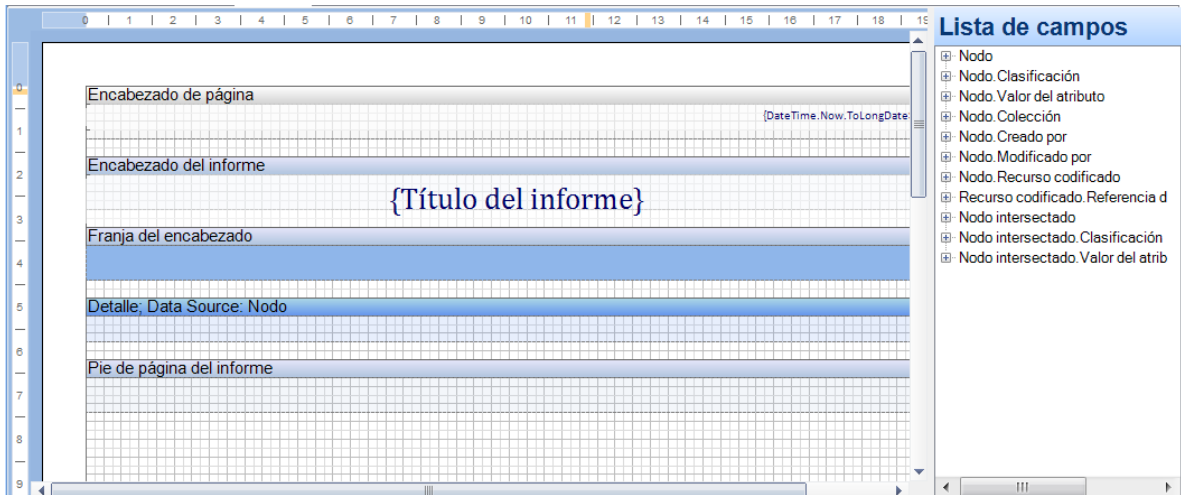 0 1 2 3 4 5 6 7 8 9 10 11 12 13 14 15 16 17 18 19
Lista de campos
Nodo
Nodo.Clasificación
Nodo.Valor del atributo
Nodo.Colección
Nodo.Creado por
Nodo.Modificado por
Nodo.Recurso codificado
Recurso codificado.Referencia d
Nodo intersectado
Nodo intersectado.Clasificación
Nodo intersectado.Valor del atrib
0
1
2
3
4
5
6
7
8
9
Encabezado de página
{DateTime.Now.ToLongDate
Encabezado del informe
{Título del informe}
Franja del encabezado
Detalle; Data Source: Nodo
Pie de página del informe